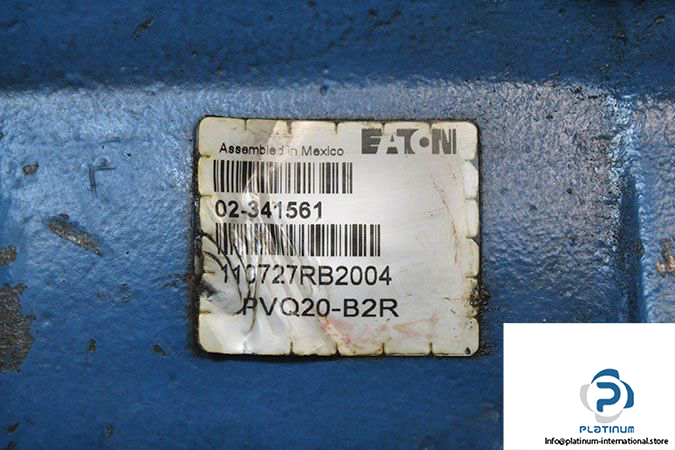 Assembled in Mexico EATON
02-341561
110727RB2004
PVQ20-B2R
P
PLATINUM
Info@platinum-international.store